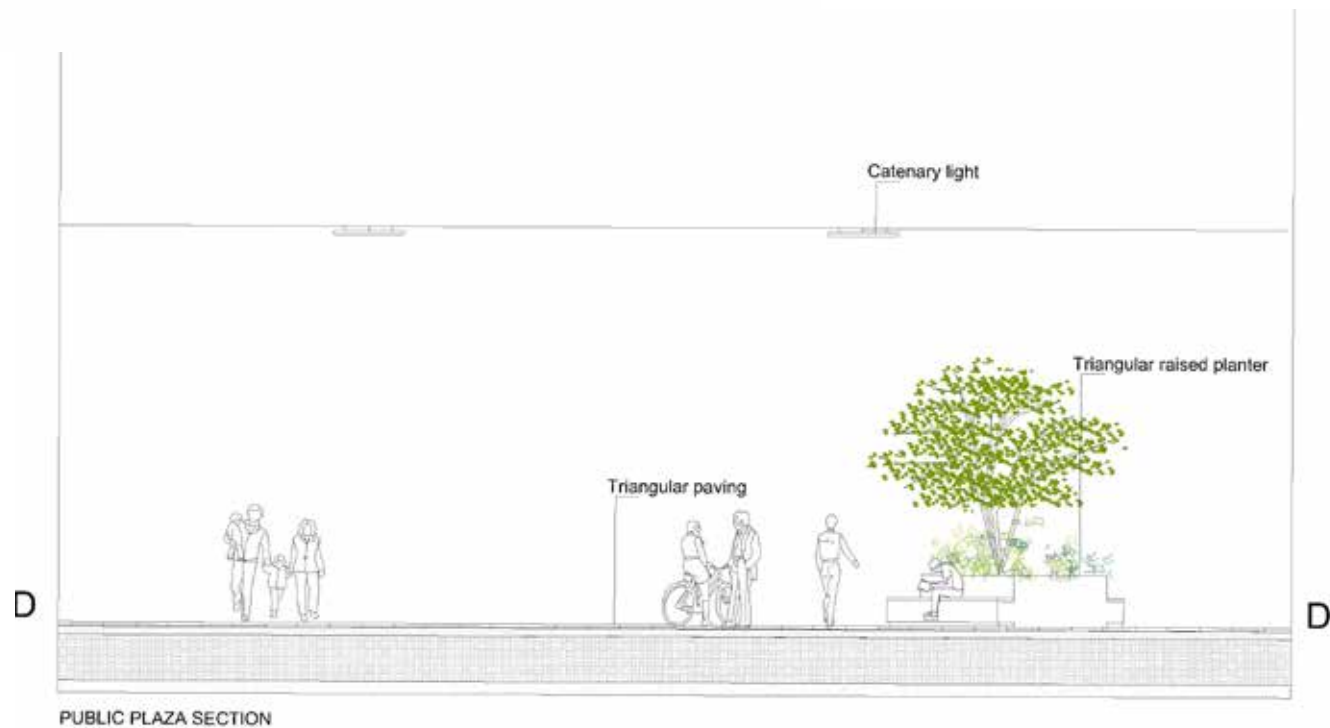 Catenary light
Triangular raised planter
Triangular paving
D
D
PUBLIC PLAZA SECTION